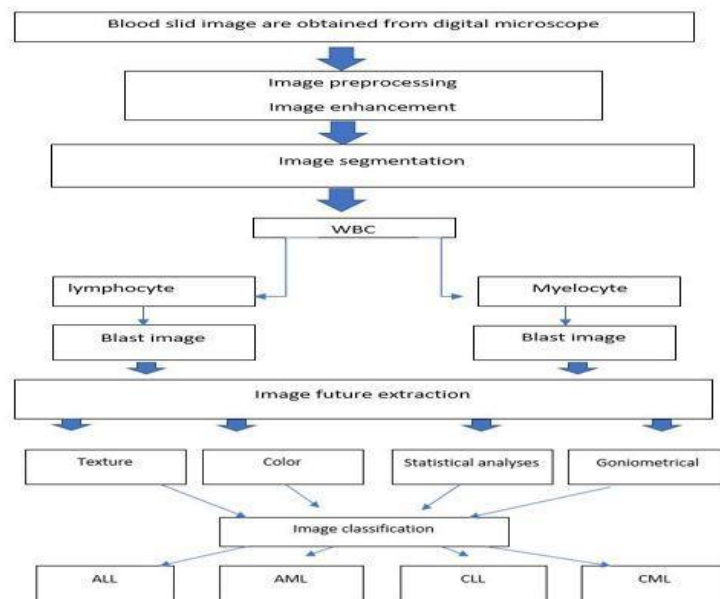 Blood slid image are obtained from digital microscope
Image preprocessing
Image enhancement
Image segmentation
WBC
lymphocyte
Myelocyte
Blast image
Blast image
Image future extraction
Texture
Color
Statistical analyses
Goniometrical
Image classification
ALL
AML
CLL
CML